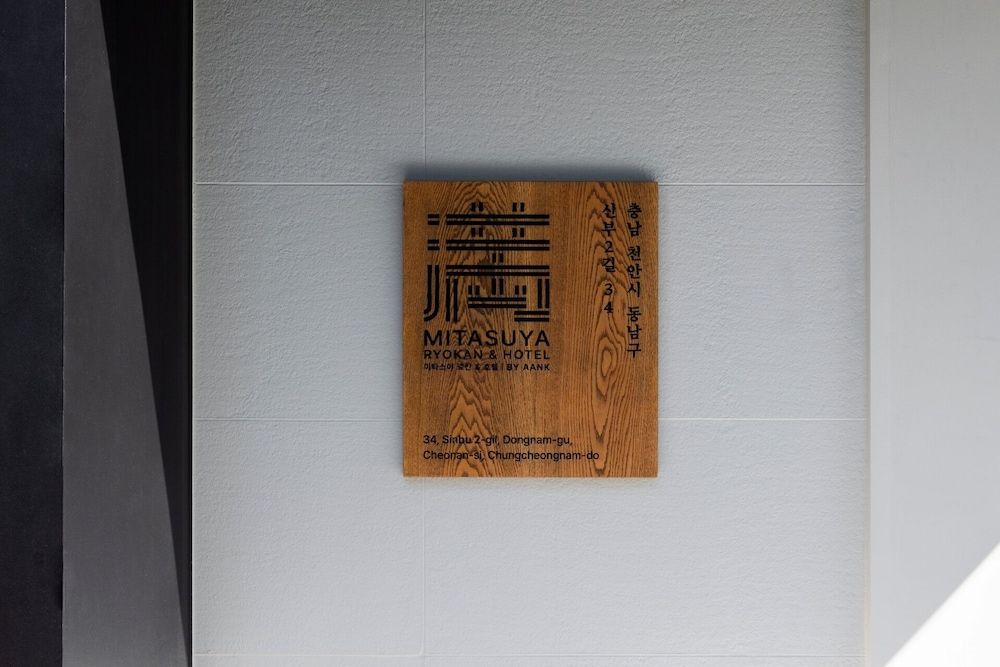 MITASUYA
RYOKAN & HOTEL
미타스야 료칸 & 호텔 | BY AANK
충남 천안시 동남구
신부2길 34
34, Sinbu 2-gil, Dongnam-gu,
Cheonan-si, Chungcheongnam-do